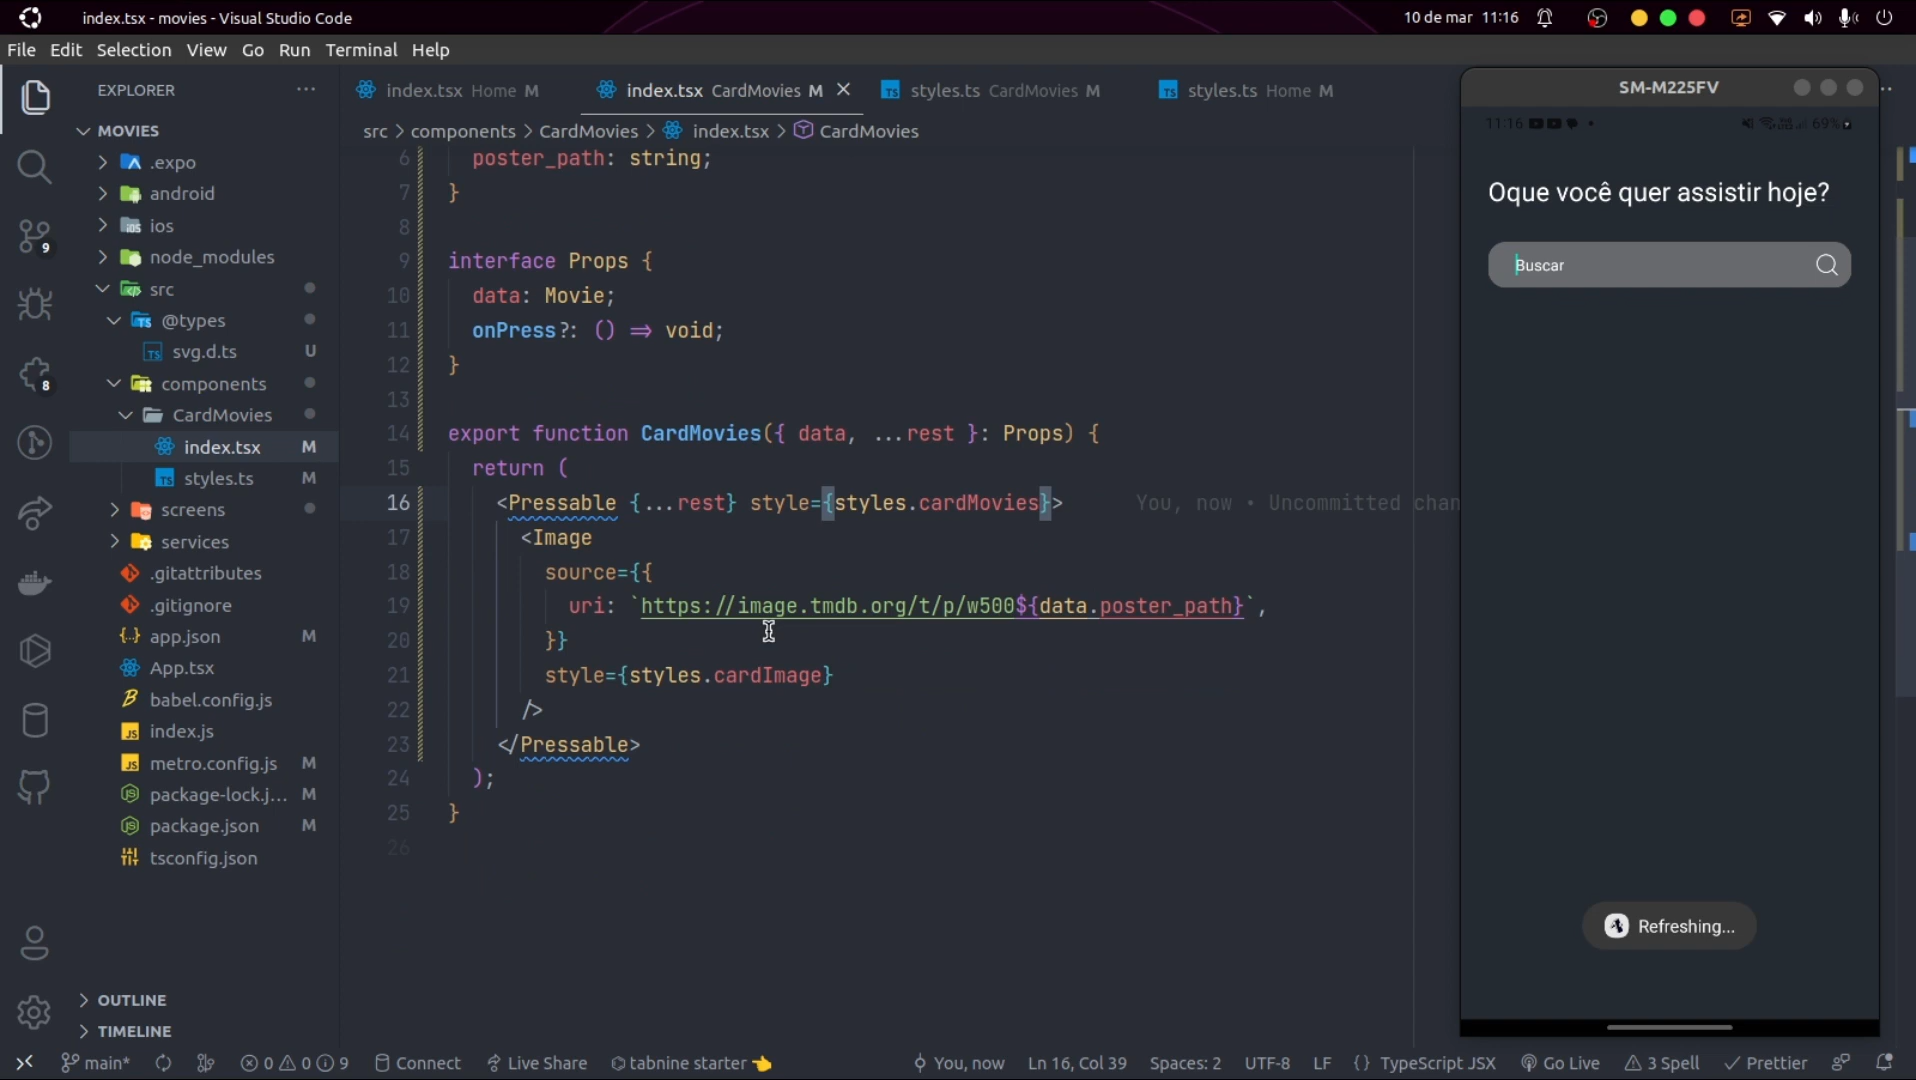 index.tsx - movies - Visual Studio Code
10 de mar 11:16
File Edit Selection View Go Run Terminal Help
EXPLORER
MOVIES
.expo
android
ios
node_modules
src
@types
svg.d.ts U
components
CardMovies
index.tsx M
styles.ts M
screens
services
.gitattributes
.gitignore
app.json M
App.tsx
babel.config.js
index.js
metro.config.js M
package-lock.j... M
package.json M
tsconfig.json
OUTLINE
TIMELINE
9
8
index.tsx Home M
index.tsx CardMovies M
styles.ts CardMovies M
styles.ts Home M
src > components > CardMovies > index.tsx > CardMovies
6 poster_path: string;
7 }
8
9 interface Props {
10 data: Movie;
11 onPress?: () => void;
12 }
13
14 export function CardMovies({ data, ...rest }: Props) {
15 return (
16 <Pressable {...rest} style={styles.cardMovies}> You, now • Uncommitted chan
17 <Image
18 source={{
19 uri: `https://image.tmdb.org/t/p/w500${data.poster_path}`,
20 }}
21 style={styles.cardImage}
22 />
23 </Pressable>
24 );
25 }
26
SM-M225FV
11:16 69%
Oque você quer assistir hoje?
Buscar
Refreshing...
main* 0 0 9 Connect Live Share tabnine starter You, now Ln 16, Col 39 Spaces: 2 UTF-8 LF {} TypeScript JSX Go Live 3 Spell Prettier